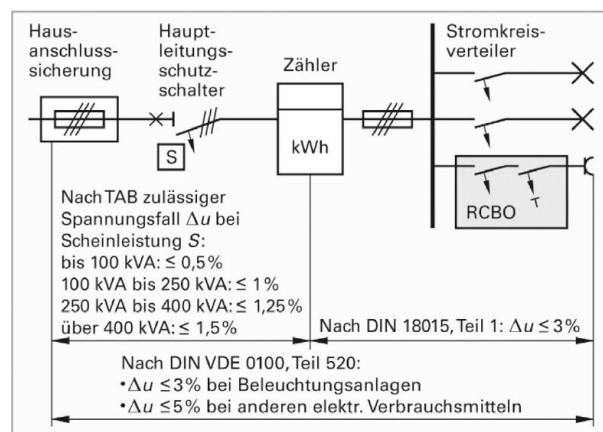 Haus-
anschluss-
sicherung
Haupt-
leitungs-
schutz-
schalter
Zähler
Stromkreis-
verteiler
S
kWh
RCBO
Nach TAB zulässiger
Spannungsfall Δu bei
Scheinleistung S:
bis 100 kVA: ≤ 0,5%
100 kVA bis 250 kVA: ≤ 1%
250 kVA bis 400 kVA: ≤ 1,25%
über 400 kVA: ≤ 1,5%
Nach DIN 18015, Teil 1: Δu ≤ 3%
Nach DIN VDE 0100, Teil 520:
•Δu ≤ 3% bei Beleuchtungsanlagen
•Δu ≤ 5% bei anderen elektr. Verbrauchsmitteln